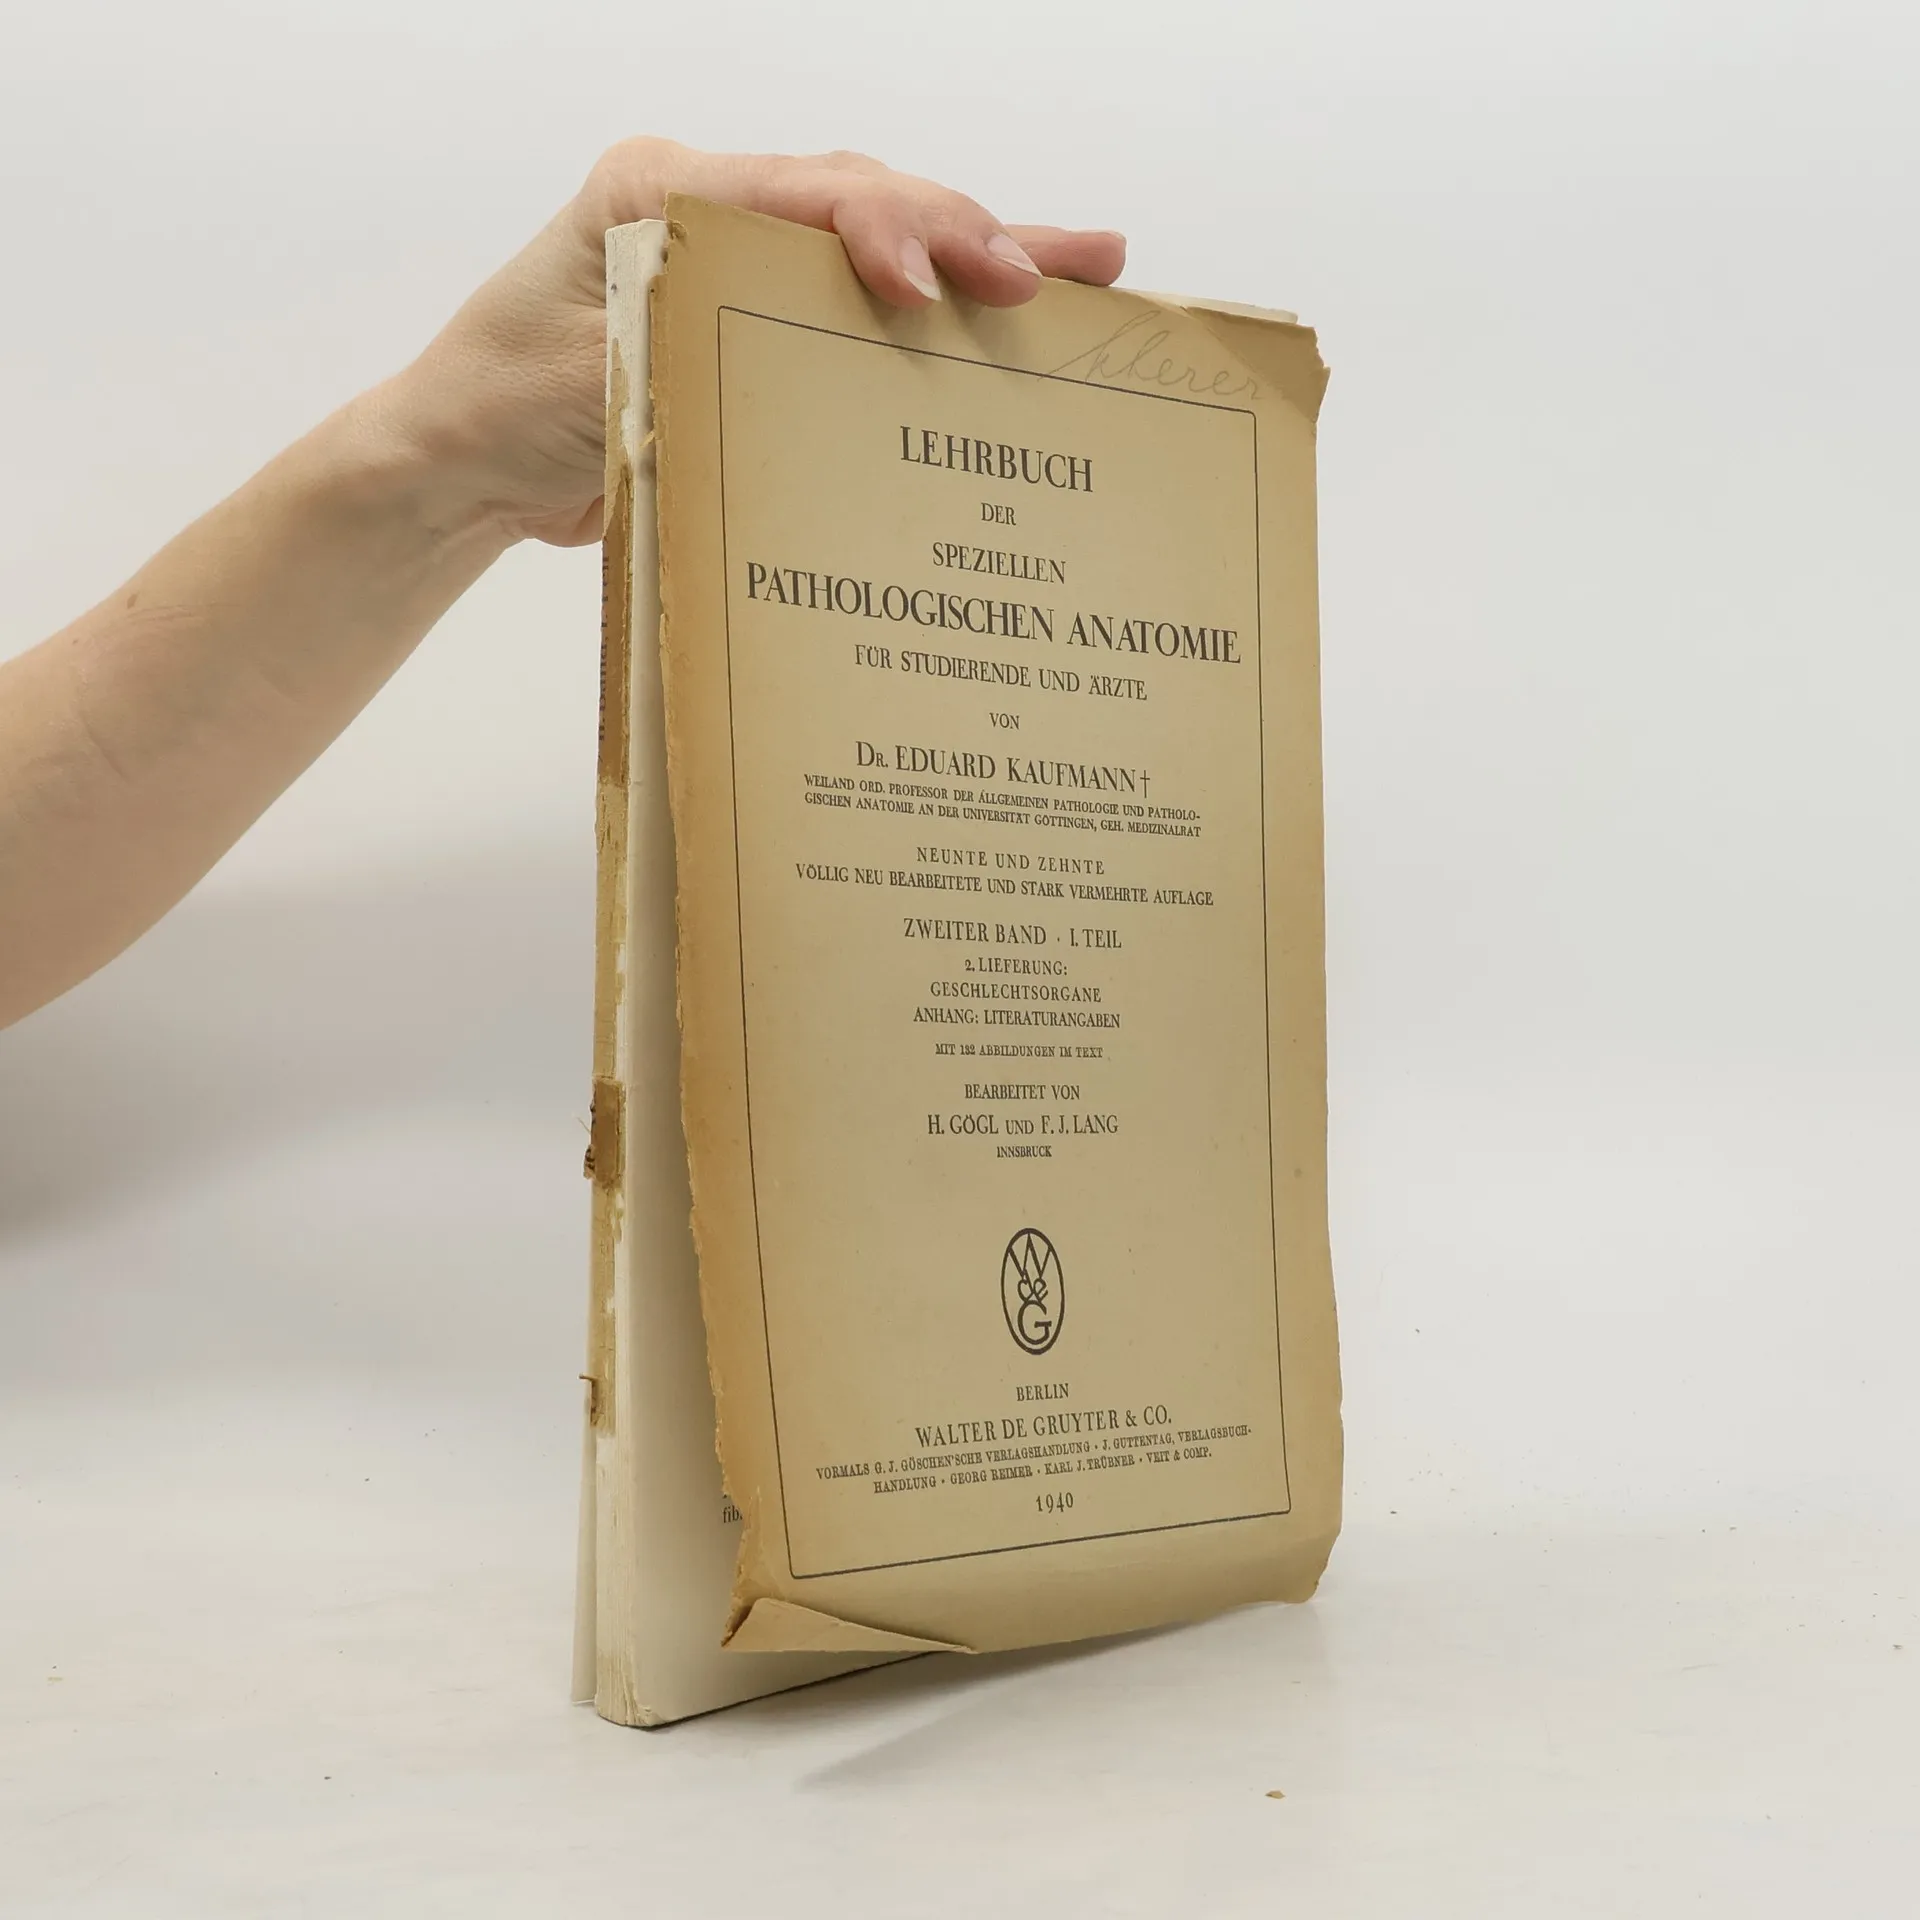 LEHRBUCH
DER
SPEZIELLEN
PATHOLOGISCHEN ANATOMIE
FÜR STUDIERENDE UND ÄRZTE
VON
DR. EDUARD KAUFMANN †
WEILAND ORD. PROFESSOR DER ALLGEMEINEN PATHOLOGIE UND PATHOLO-
GISCHEN ANATOMIE AN DER UNIVERSITÄT GÖTTINGEN, GEH. MEDIZINALRAT
NEUNTE UND ZEHNTE
VÖLLIG NEU BEARBEITETE UND STARK VERMEHRTE AUFLAGE
ZWEITER BAND · I. TEIL
2. LIEFERUNG:
GESCHLECHTSORGANE
ANHANG: LITERATURANGABEN
MIT 132 ABBILDUNGEN IM TEXT
BEARBEITET VON
H. GÖGL UND F. J. LANG
INNSBRUCK
W de G
BERLIN
WALTER DE GRUYTER & CO.
VORMALS G. J. GÖSCHEN'SCHE VERLAGSHANDLUNG · J. GUTTENTAG, VERLAGSBUCH-
HANDLUNG · GEORG REIMER · KARL J. TRÜBNER · VEIT & COMP.
1940